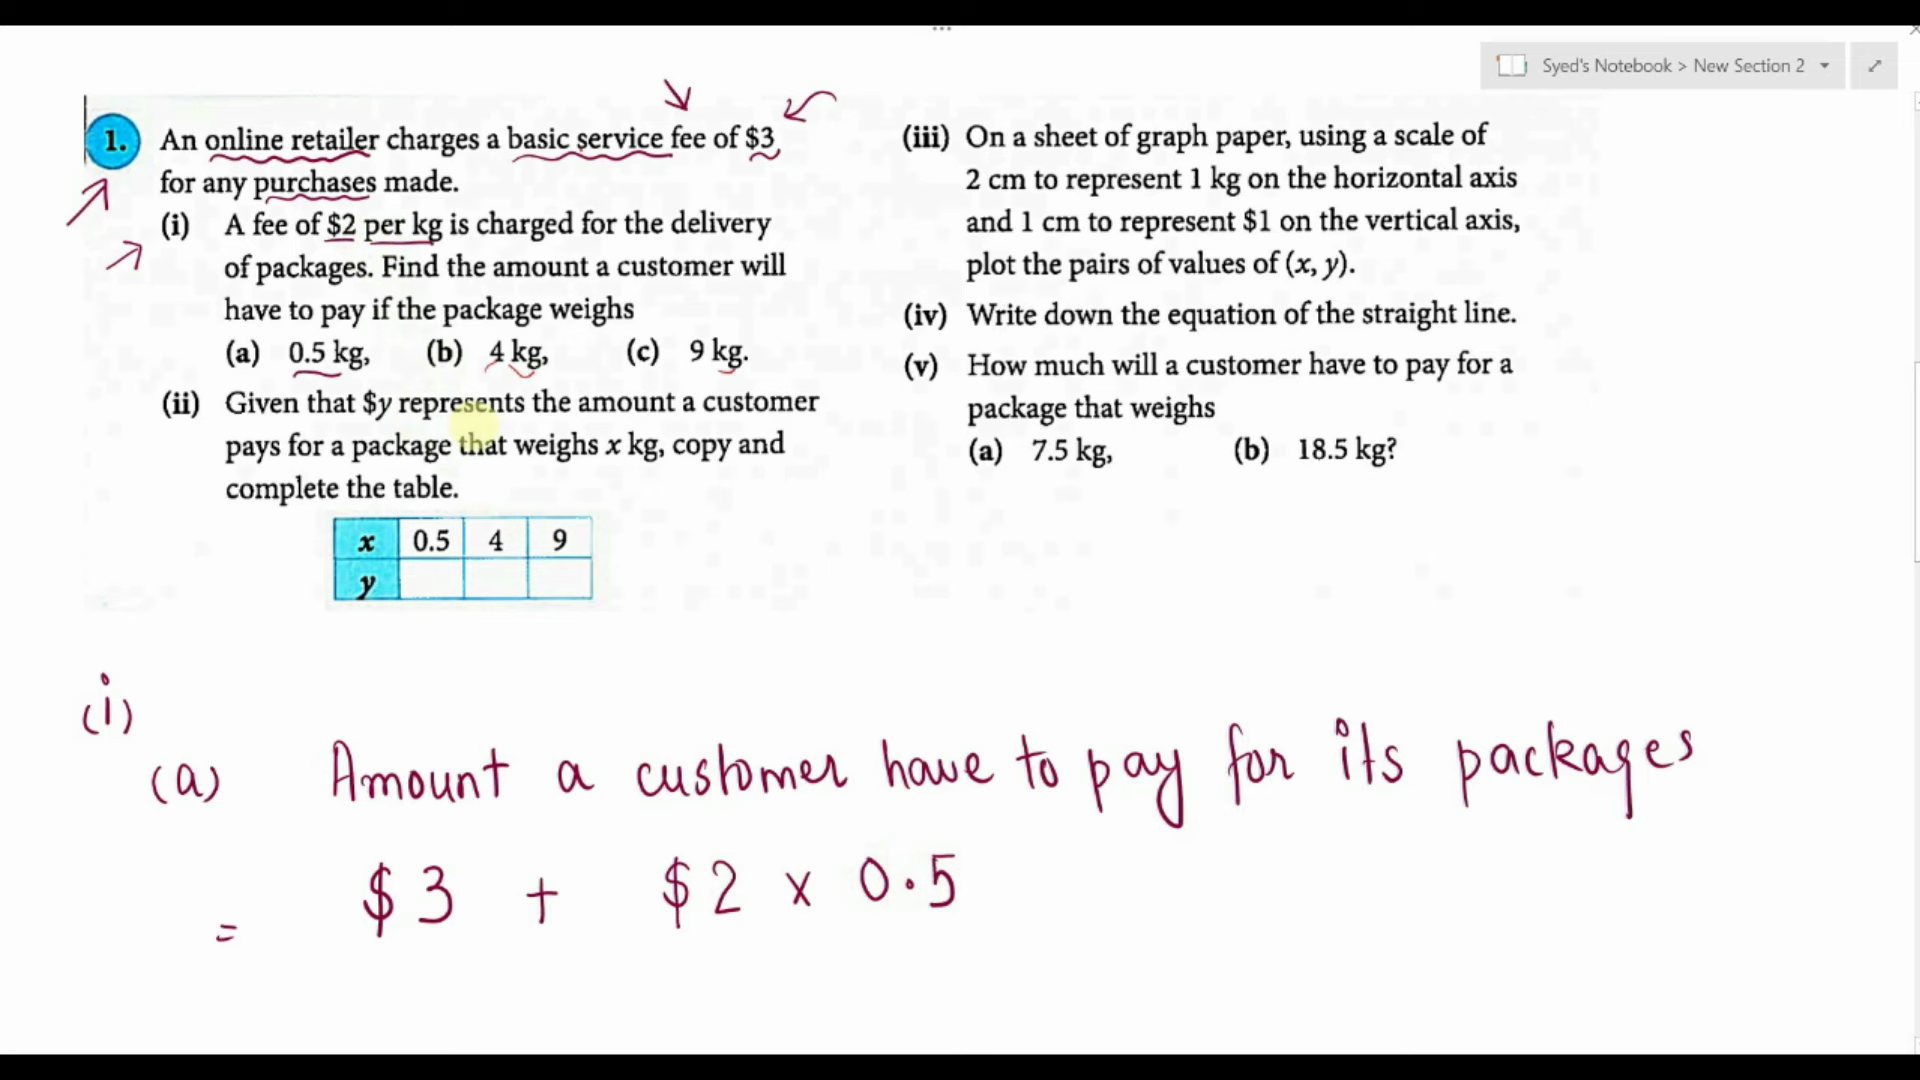 Syed's Notebook > New Section 2
1. An online retailer charges a basic service fee of $3
for any purchases made.
(i) A fee of $2 per kg is charged for the delivery
of packages. Find the amount a customer will
have to pay if the package weighs
(a) 0.5 kg, (b) 4 kg, (c) 9 kg.
(ii) Given that $y represents the amount a customer
pays for a package that weighs x kg, copy and
complete the table.
x 0.5 4 9
y
(iii) On a sheet of graph paper, using a scale of
2 cm to represent 1 kg on the horizontal axis
and 1 cm to represent $1 on the vertical axis,
plot the pairs of values of (x, y).
(iv) Write down the equation of the straight line.
(v) How much will a customer have to pay for a
package that weighs
(a) 7.5 kg, (b) 18.5 kg?
(i)
(a) Amount a customer have to pay for its packages
= $3 + $2 x 0.5